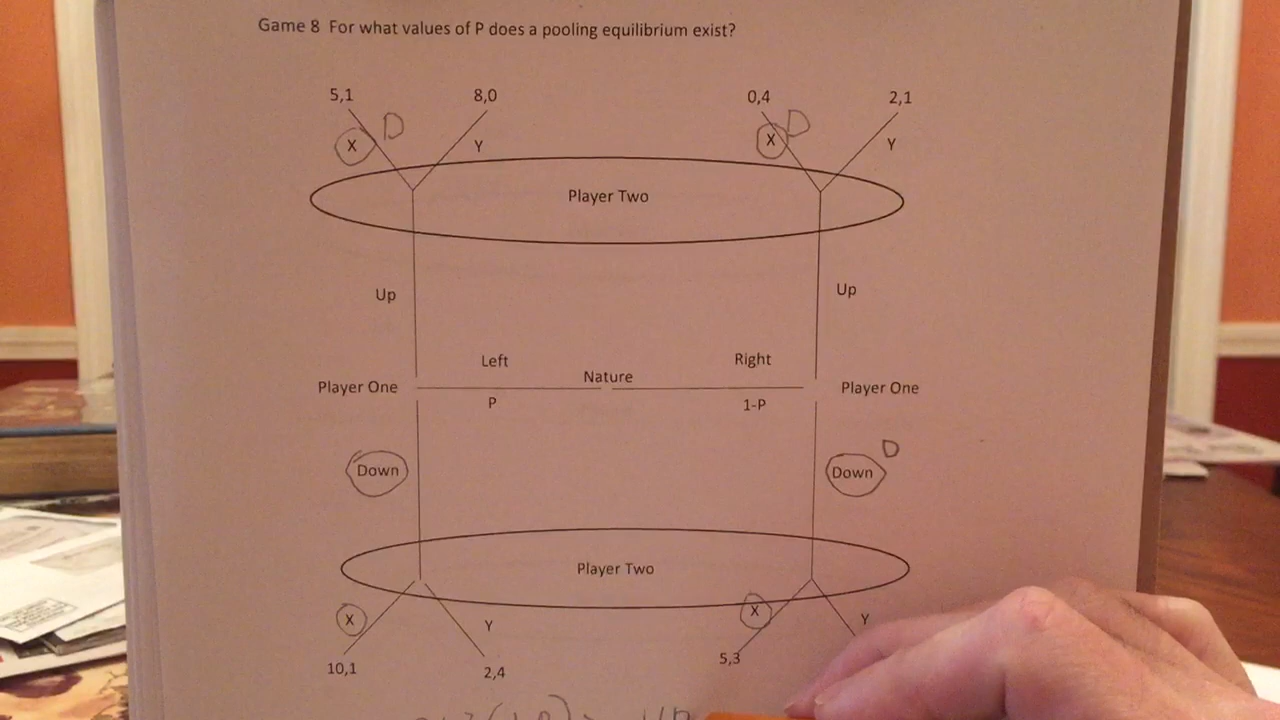 Game 8 For what values of P does a pooling equilibrium exist?
5,1 8,0 0,4 2,1
X D Y X D Y
Player Two
Up Up
Left Right
Player One Nature Player One
P 1-P
Down Down D
Player Two
X Y X Y
10,1 2,4 5,3